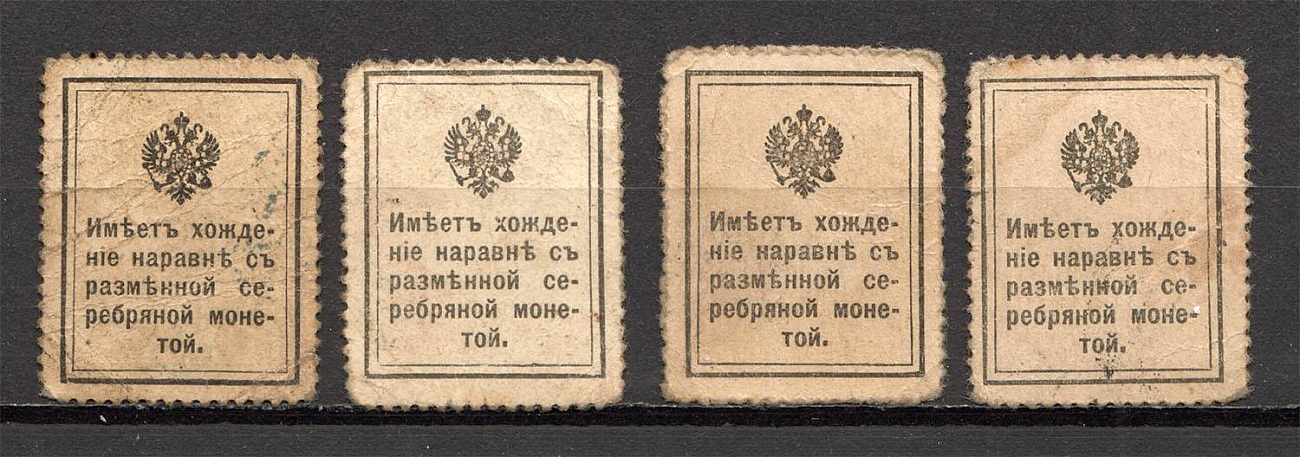 Имѣетъ хожде-
ніе наравнѣ съ
размѣнной се-
ребряной моне-
той.
Имѣетъ хожде-
ніе наравнѣ съ
размѣнной се-
ребряной моне-
той.
Имѣетъ хожде-
ніе наравнѣ съ
размѣнной се-
ребряной моне-
той.
Имѣетъ хожде-
ніе наравнѣ съ
размѣнной се-
ребряной моне-
той.